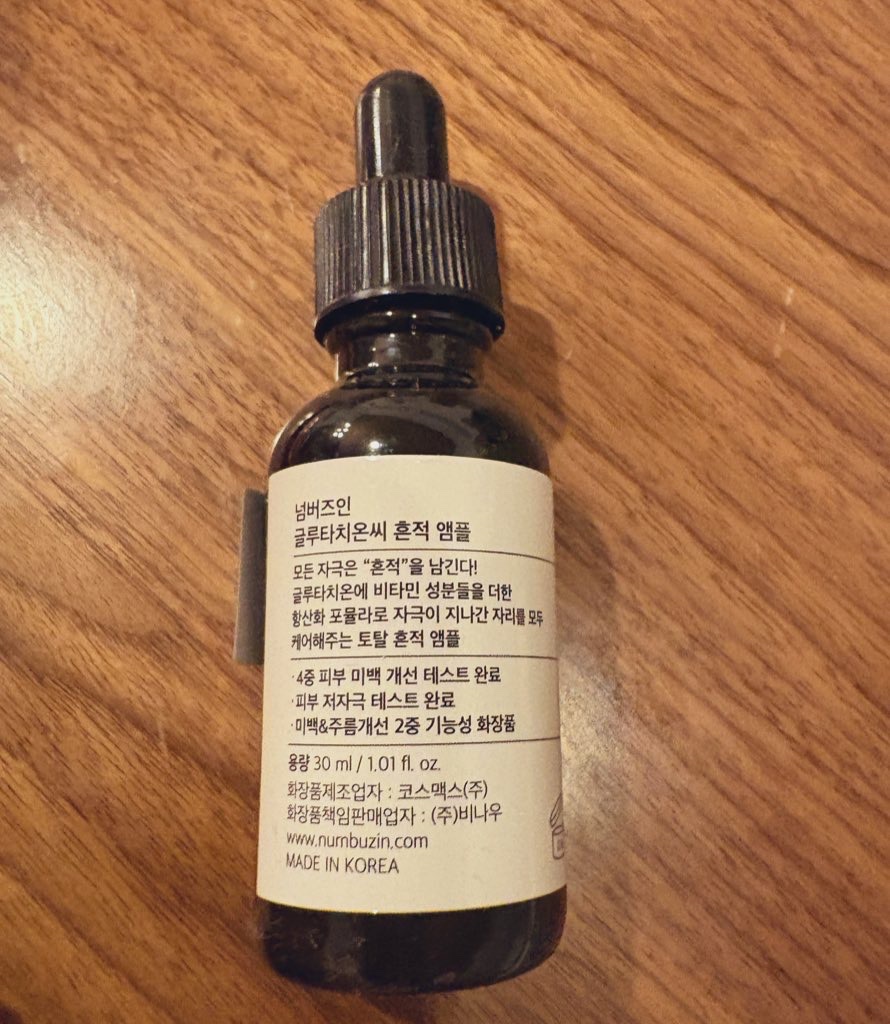 넘버즈인
글루타치온씨 흔적 앰플
모든 자극은 “흔적”을 남긴다!
글루타치온에 비타민 성분들을 더한
항산화 포뮬라로 자극이 지나간 자리를 모두
케어해주는 토탈 흔적 앰플
·4중 피부 미백 개선 테스트 완료
·피부 저자극 테스트 완료
·미백&주름개선 2중 기능성 화장품
용량 30 ml / 1.01 fl. oz.
화장품제조업자 : 코스맥스(주)
화장품책임판매업자 : (주)비나우
www.numbuzin.com
MADE IN KOREA